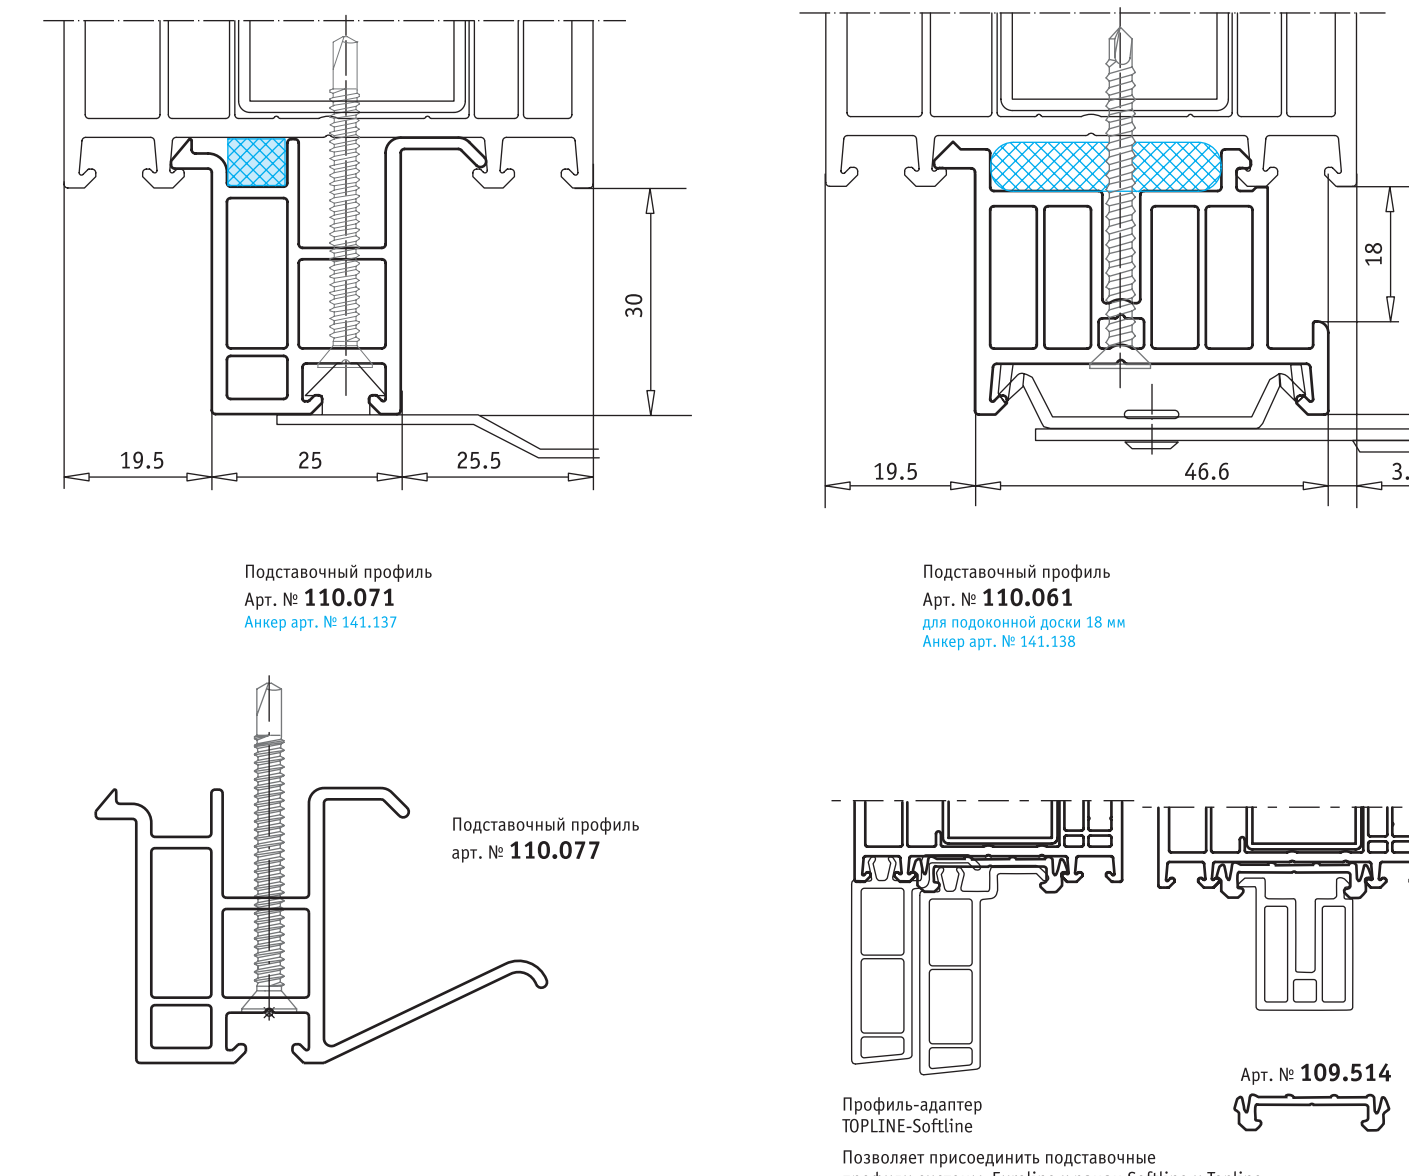 30
19.5 25 25.5
18
19.5 46.6 3.
Подставочный профиль
Арт. № 110.071
Анкер арт. № 141.137
Подставочный профиль
Арт. № 110.061
для подоконной доски 18 мм
Анкер арт. № 141.138
Подставочный профиль
арт. № 110.077
Арт. № 109.514
Профиль-адаптер
TOPLINE-Softline
Позволяет присоединить подставочные